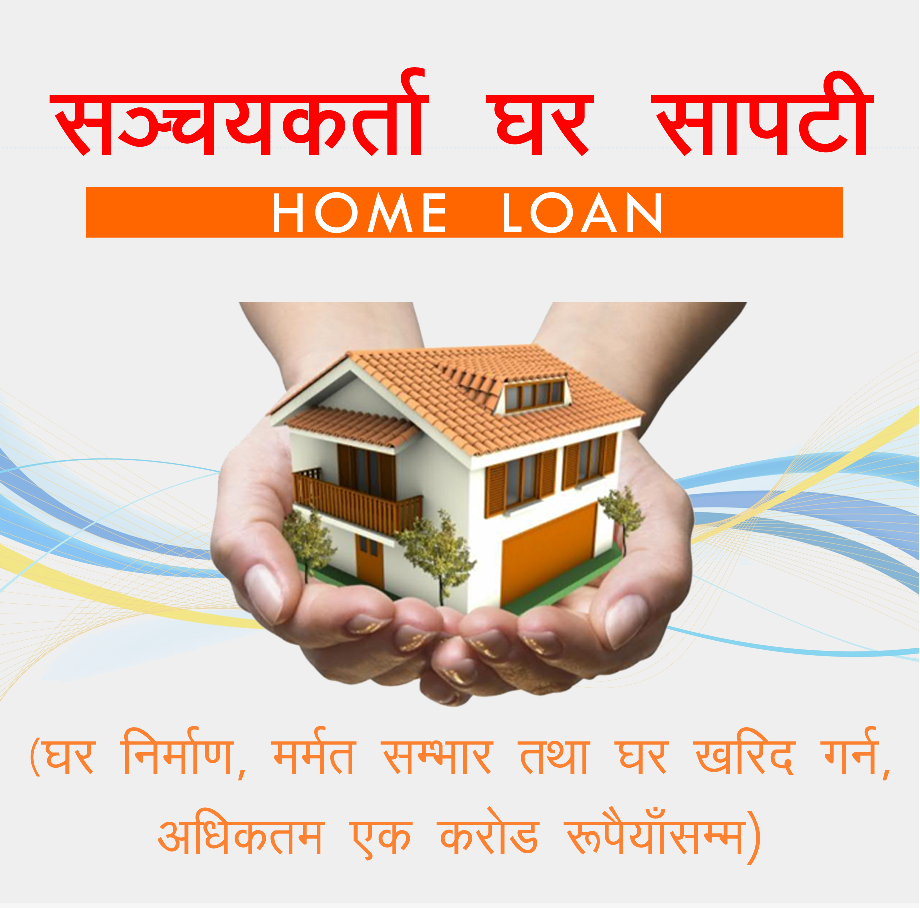 सञ्चयकर्ता घर सापटी
HOME LOAN
(घर निर्माण, मर्मत सम्भार तथा घर खरिद गर्न,
अधिकतम एक करोड रूपैयाँसम्म)